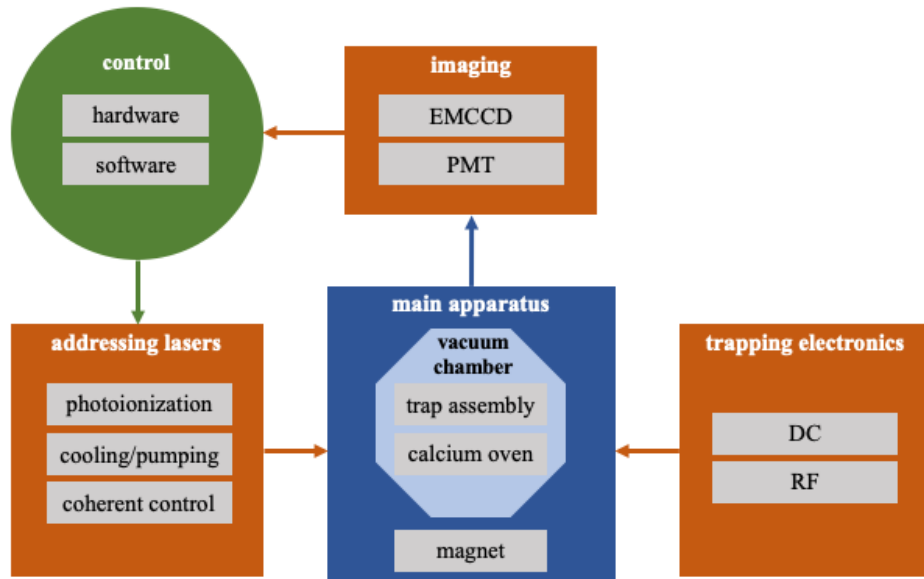 control
hardware
software
imaging
EMCCD
PMT
addressing lasers
photoionization
cooling/pumping
coherent control
main apparatus
vacuum
chamber
trap assembly
calcium oven
magnet
trapping electronics
DC
RF